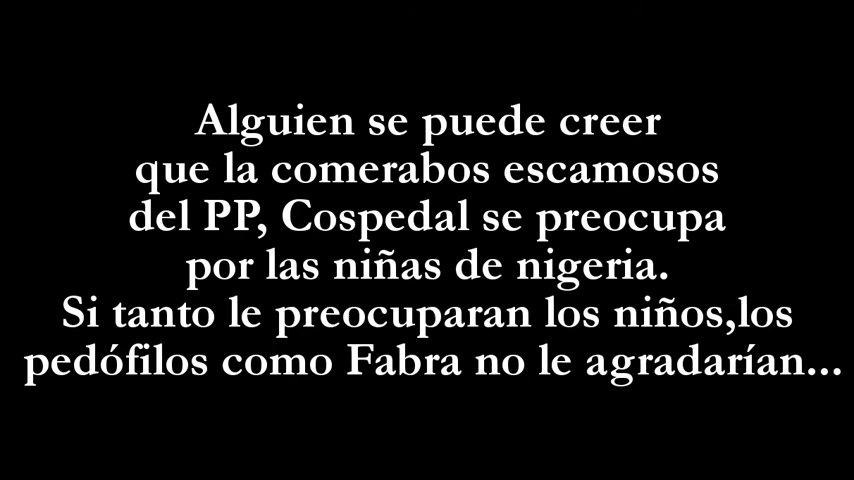 Alguien se puede creer
que la comerabos escamosos
del PP, Cospedal se preocupa
por las niñas de nigeria.
Si tanto le preocuparan los niños,los
pedófilos como Fabra no le agradarían...